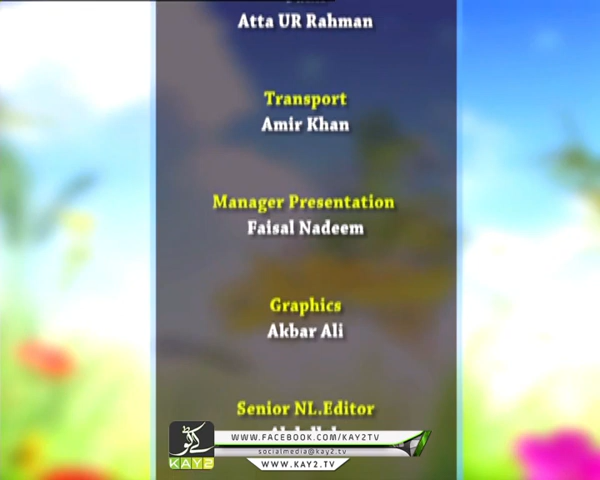 Atta UR Rahman
Transport
Amir Khan
Manager Presentation
Faisal Nadeem
Graphics
Akbar Ali
Senior NL.Editor
WWW.FACEBOOK.COM/KAY2TV
socialmedia@kay2.tv
WWW.KAY2.TV
کےٹو
KAY2